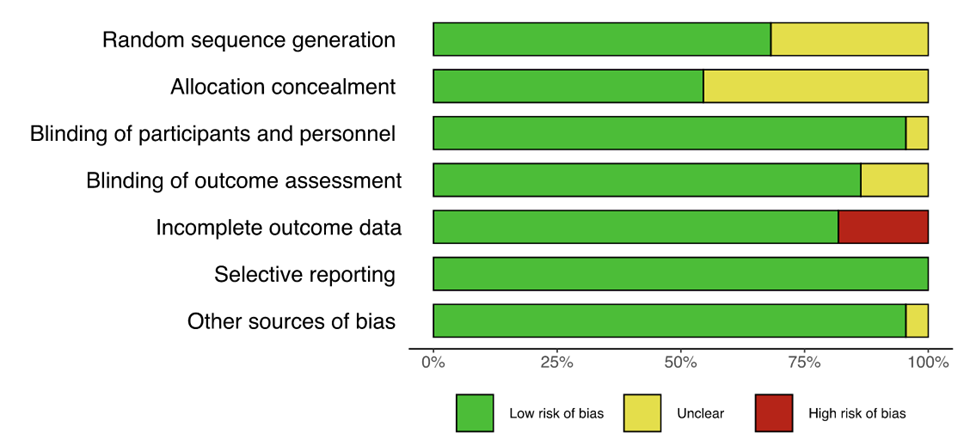 Random sequence generation
Allocation concealment
Blinding of participants and personnel
Blinding of outcome assessment
Incomplete outcome data
Selective reporting
Other sources of bias
0% 25% 50% 75% 100%
Low risk of bias Unclear High risk of bias